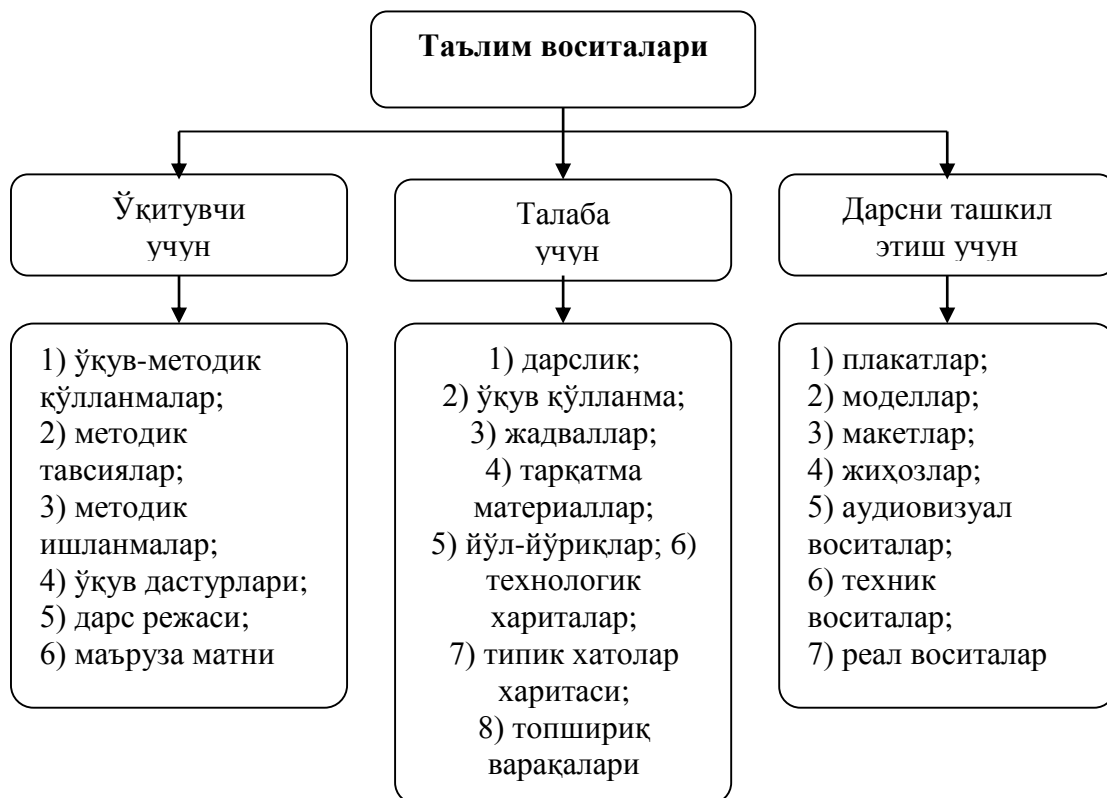 Таълим воситалари
Ўқитувчи
учун
Талаба
учун
Дарсни ташкил
этиш учун
1) ўқув-методик
қўлланмалар;
2) методик
тавсиялар;
3) методик
ишланмалар;
4) ўқув дастурлари;
5) дарс режаси;
6) маъруза матни
1) дарслик;
2) ўқув қўлланма;
3) жадваллар;
4) тарқатма
материаллар;
5) йўл-йўриқлар; 6)
технологик
хариталар;
7) типик хатолар
харитаси;
8) топшириқ
варақалари
1) плакатлар;
2) моделлар;
3) макетлар;
4) жиҳозлар;
5) аудиовизуал
воситалар;
6) техник
воситалар;
7) реал воситалар